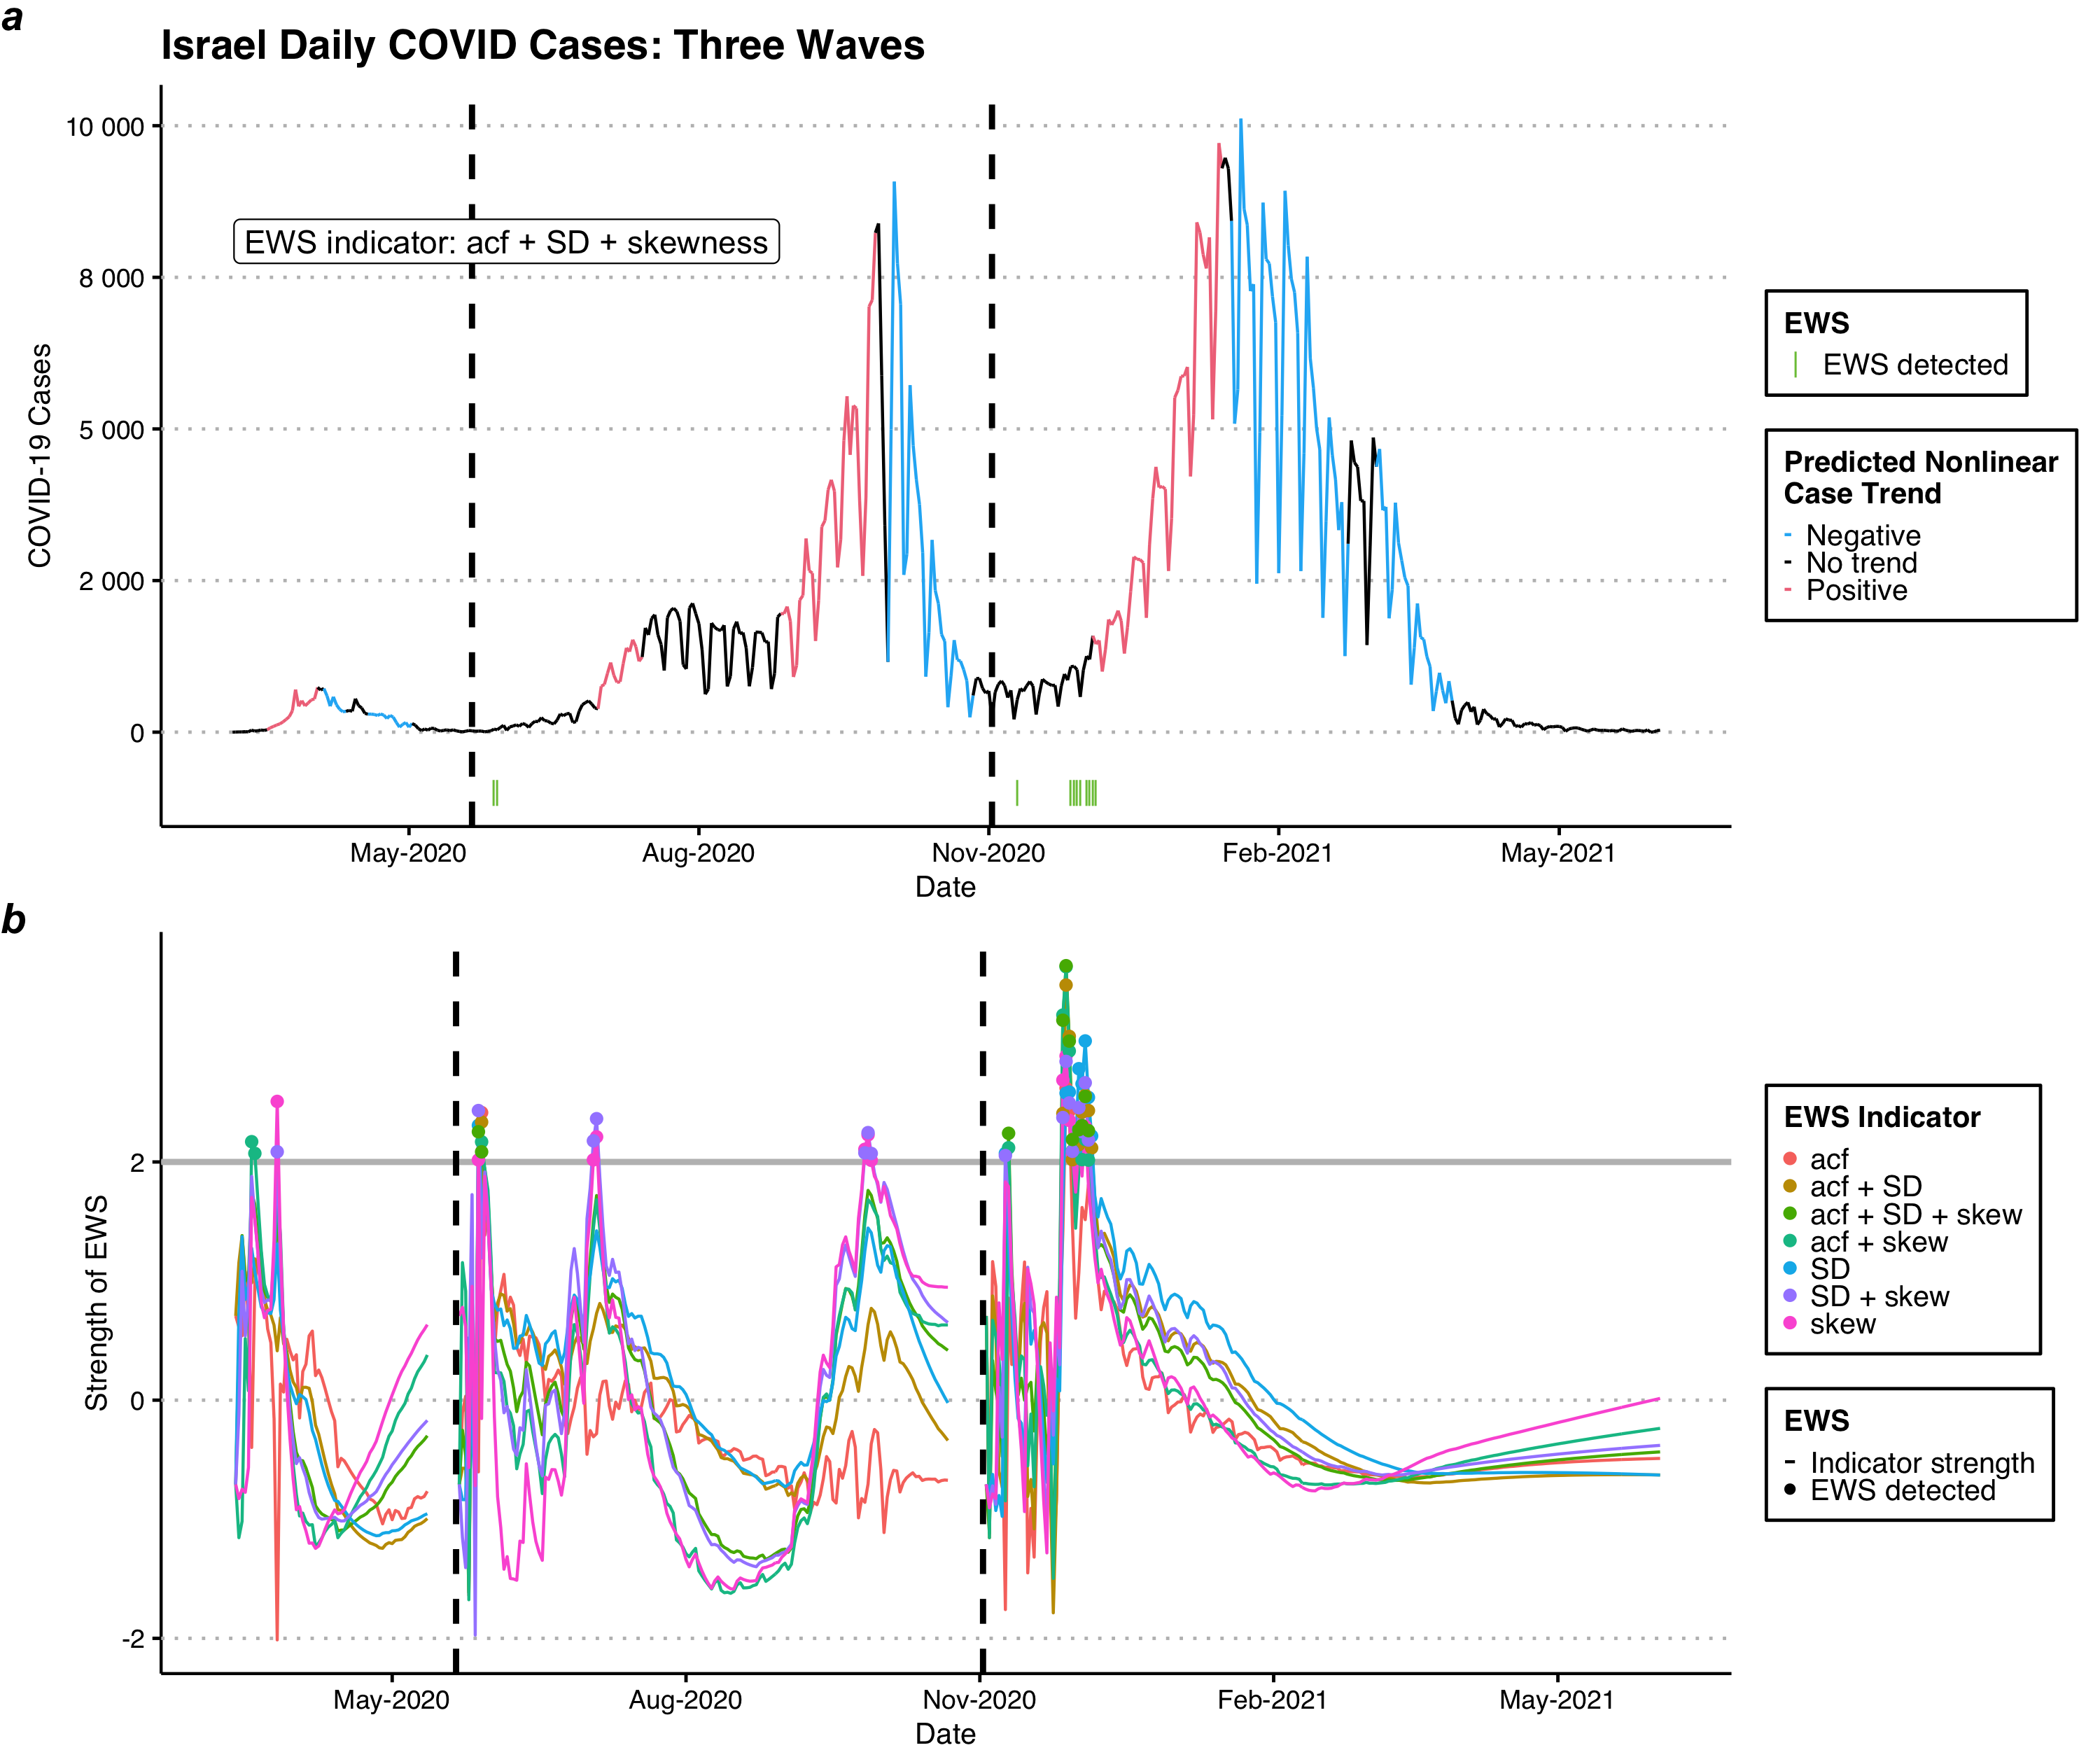 a
Israel Daily COVID Cases: Three Waves
10 000
8 000
5 000
2 000
0
COVID-19 Cases
EWS indicator: acf + SD + skewness
May-2020
Aug-2020
Nov-2020
Feb-2021
May-2021
Date
EWS
EWS detected
Predicted Nonlinear
Case Trend
Negative
No trend
Positive
b
2
0
-2
Strength of EWS
May-2020
Aug-2020
Nov-2020
Feb-2021
May-2021
Date
EWS Indicator
acf
acf + SD
acf + SD + skew
acf + skew
SD
SD + skew
skew
EWS
Indicator strength
EWS detected